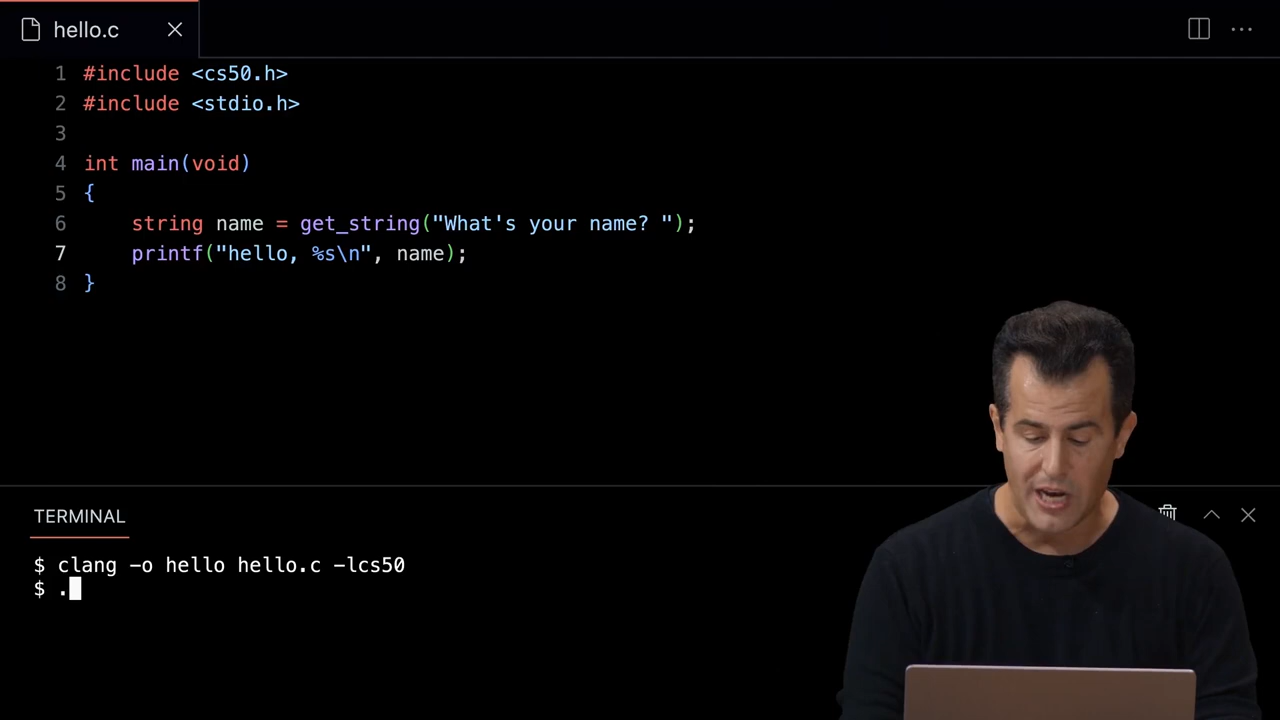 hello.c
1 #include <cs50.h>
2 #include <stdio.h>
3
4 int main(void)
5 {
6     string name = get_string("What's your name? ");
7     printf("hello, %s\n", name);
8 }
TERMINAL
$ clang -o hello hello.c -lcs50
$ .